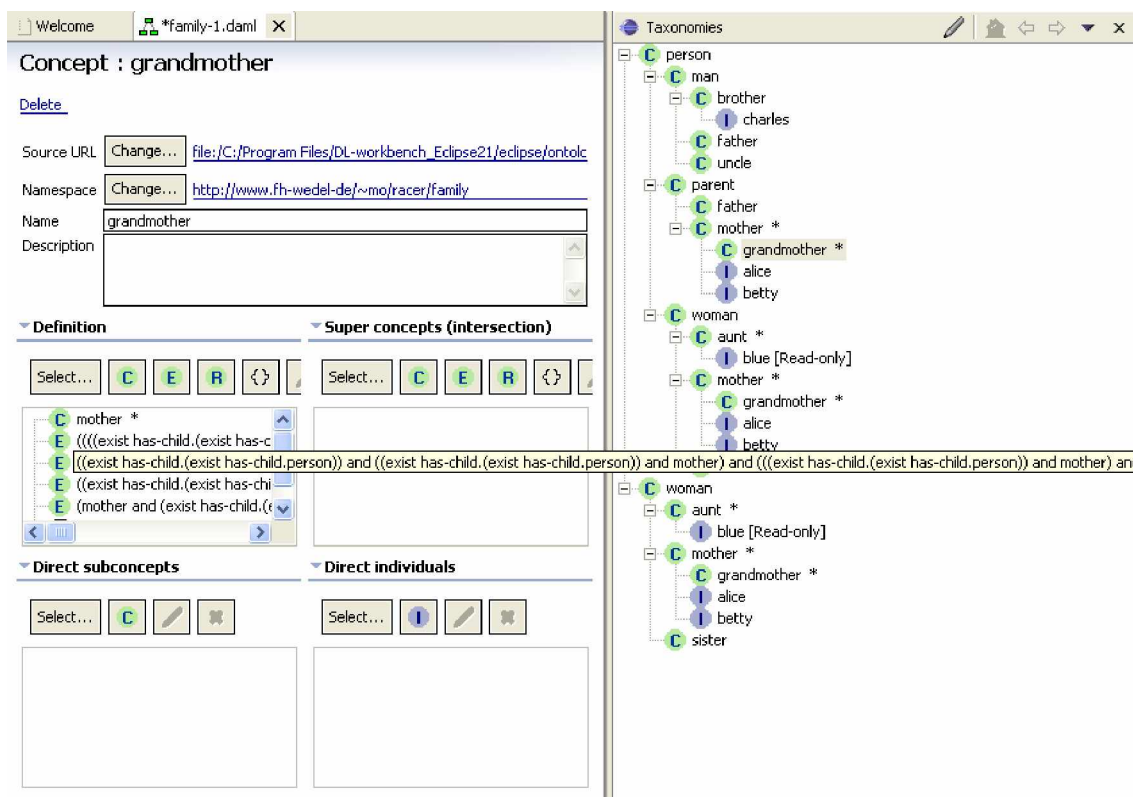 Welcome
*family-1.daml X
Concept : grandmother
Delete
Source URL Change... file:/C:/Program Files/DL-workbench_Eclipse21/eclipse/ontolc
Namespace Change... http://www.fh-wedel-de/~mo/racer/family
Name grandmother
Description
Definition
Select... C E R {}
C mother *
E ((((exist has-child.(exist has-c
E ((exist has-child.(exist has-child.person)) and ((exist has-child.(exist has-child.person)) and mother) and (((exist has-child.(exist has-child.person)) and mother) an
E ((exist has-child.(exist has-chi
E (mother and (exist has-child.(e
Super concepts (intersection)
Select... C E R {}
Direct subconcepts
Select... C
Direct individuals
Select... I
Taxonomies
C person
C man
C brother
I charles
C father
C uncle
C parent
C father
C mother *
C grandmother *
I alice
I betty
C woman
C aunt *
I blue [Read-only]
C mother *
C grandmother *
I alice
I betty
C woman
C aunt *
I blue [Read-only]
C mother *
C grandmother *
I alice
I betty
C sister